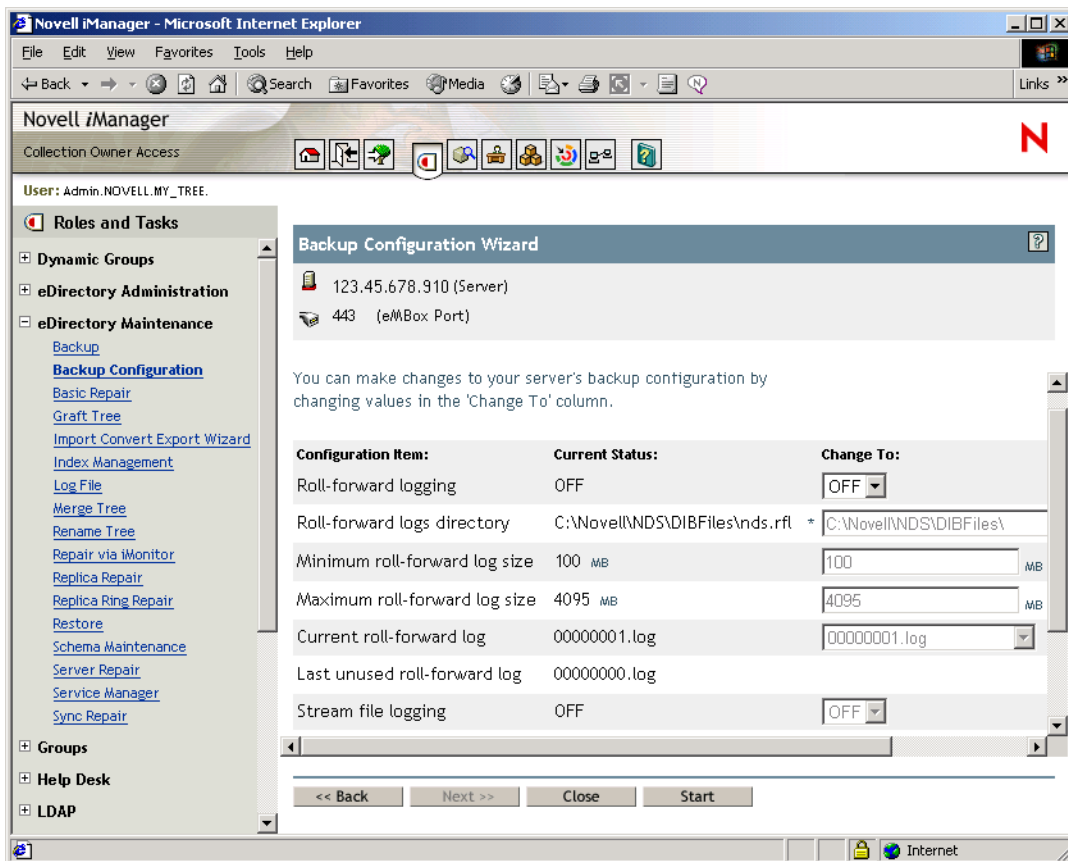 Novell iManager - Microsoft Internet Explorer
File Edit View Favorites Tools Help
Back Search Favorites Media Links »
Novell iManager
Collection Owner Access
N
User: Admin.NOVELL.MY_TREE.
Roles and Tasks
Dynamic Groups
eDirectory Administration
eDirectory Maintenance
Backup
Backup Configuration
Basic Repair
Graft Tree
Import Convert Export Wizard
Index Management
Log File
Merge Tree
Rename Tree
Repair via iMonitor
Replica Repair
Replica Ring Repair
Restore
Schema Maintenance
Server Repair
Service Manager
Sync Repair
Groups
Help Desk
LDAP
Backup Configuration Wizard ?
123.45.678.910 (Server)
443 (eMBox Port)
You can make changes to your server's backup configuration by
changing values in the 'Change To' column.
Configuration Item: Current Status: Change To:
Roll-forward logging OFF OFF
Roll-forward logs directory C:\Novell\NDS\DIBFiles\nds.rfl * C:\Novell\NDS\DIBFiles\
Minimum roll-forward log size 100 MB 100 MB
Maximum roll-forward log size 4095 MB 4095 MB
Current roll-forward log 00000001.log 00000001.log
Last unused roll-forward log 00000000.log
Stream file logging OFF OFF
<< Back Next >> Close Start
Internet